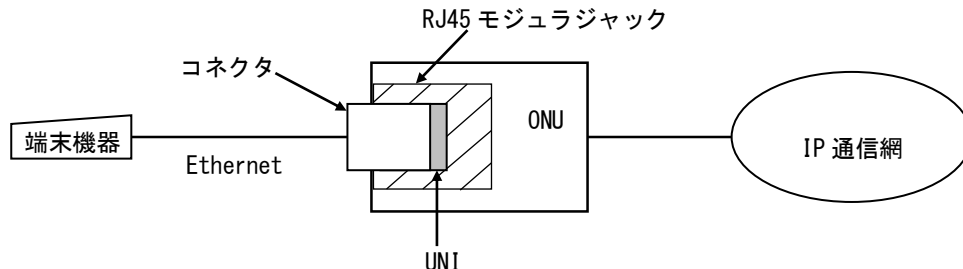 RJ45 モジュラジャック
コネクタ
端末機器
Ethernet
ONU
IP 通信網
UNI